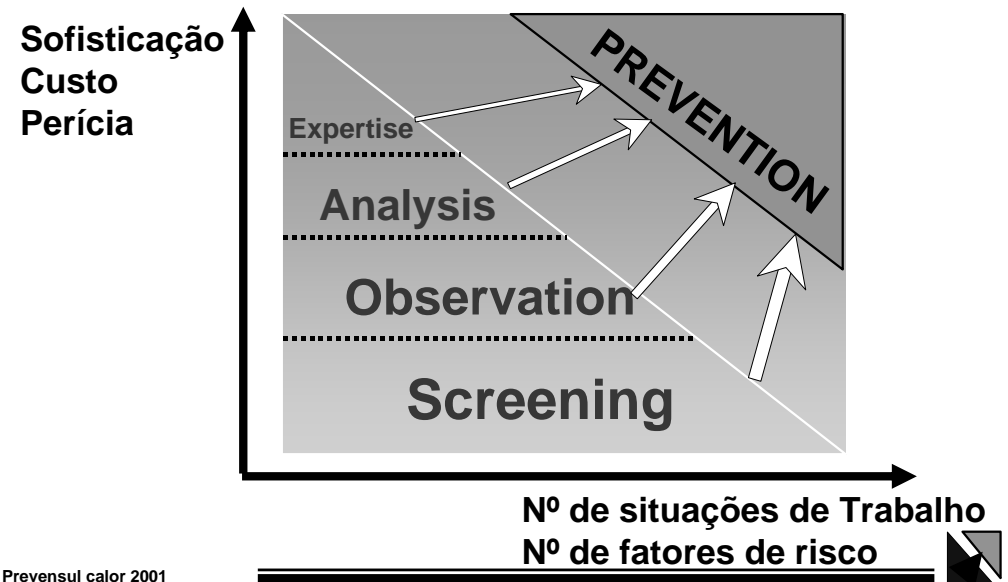 Sofisticação
Custo
Perícia
PREVENTION
Expertise
Analysis
Observation
Screening
Nº de situações de Trabalho
Nº de fatores de risco
Prevensul calor 2001